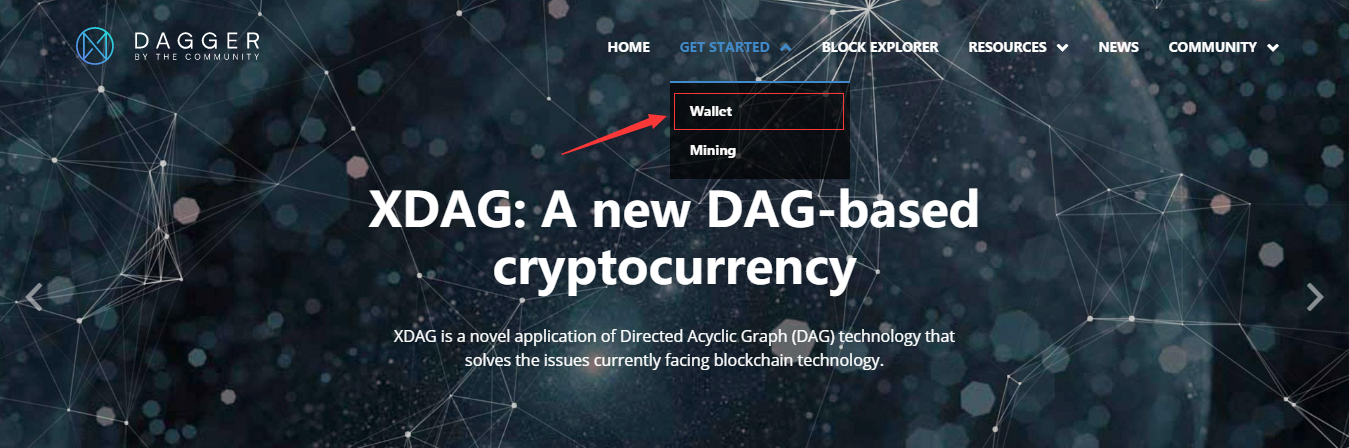 DAGGER
BY THE COMMUNITY
HOME GET STARTED BLOCK EXPLORER RESOURCES NEWS COMMUNITY
Wallet
Mining
XDAG: A new DAG-based
cryptocurrency
XDAG is a novel application of Directed Acyclic Graph (DAG) technology that
solves the issues currently facing blockchain technology.